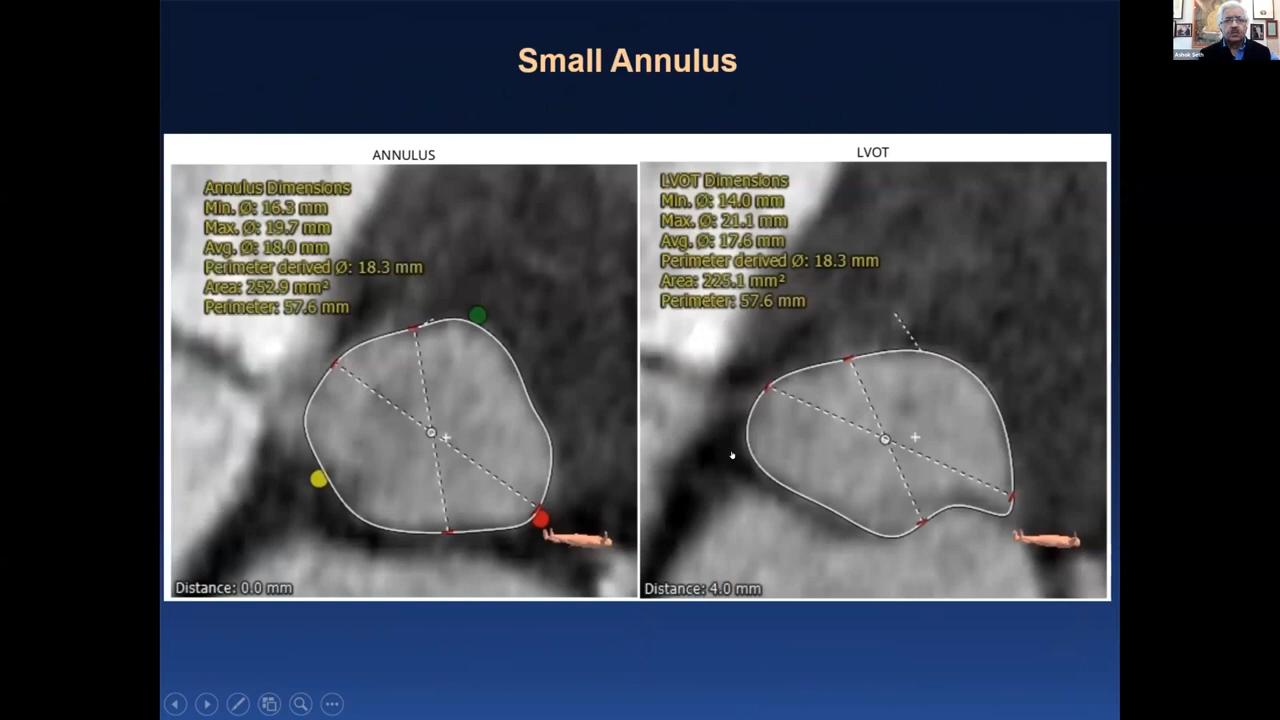 Small Annulus
Ashok Seth
ANNULUS
Annulus Dimensions
Min. Ø: 16.3 mm
Max. Ø: 19.7 mm
Avg. Ø: 18.0 mm
Perimeter derived Ø: 18.3 mm
Area: 252.9 mm²
Perimeter: 57.6 mm
Distance: 0.0 mm
LVOT
LVOT Dimensions
Min. Ø: 14.0 mm
Max. Ø: 21.1 mm
Avg. Ø: 17.6 mm
Perimeter derived Ø: 18.3 mm
Area: 225.1 mm²
Perimeter: 57.6 mm
Distance: 4.0 mm